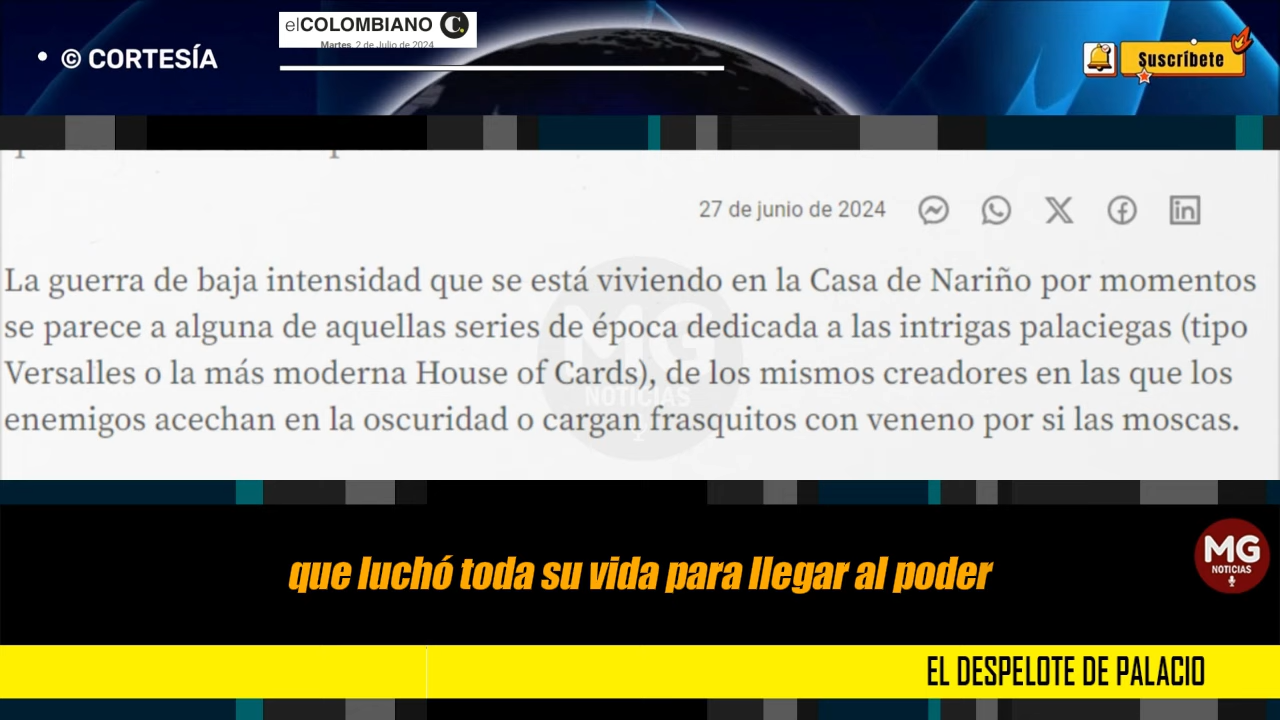 © CORTESÍA
elCOLOMBIANO
Martes, 2 de Julio de 2024
Suscríbete
27 de junio de 2024
La guerra de baja intensidad que se está viviendo en la Casa de Nariño por momentos
se parece a alguna de aquellas series de época dedicada a las intrigas palaciegas (tipo
Versalles o la más moderna House of Cards), de los mismos creadores en las que los
enemigos acechan en la oscuridad o cargan frasquitos con veneno por si las moscas.
MG
NOTICIAS
que luchó toda su vida para llegar al poder
MG
NOTICIAS
EL DESPELOTE DE PALACIO